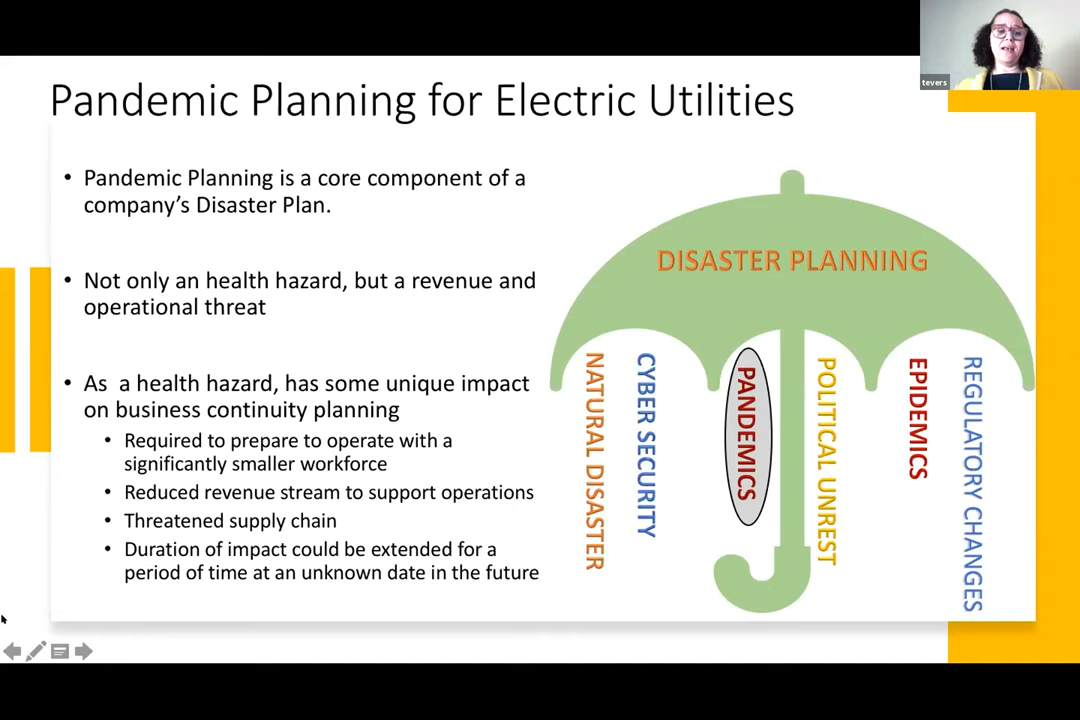 tevers
Pandemic Planning for Electric Utilities
• Pandemic Planning is a core component of a
company’s Disaster Plan.
• Not only an health hazard, but a revenue and
operational threat
• As a health hazard, has some unique impact
on business continuity planning
• Required to prepare to operate with a
significantly smaller workforce
• Reduced revenue stream to support operations
• Threatened supply chain
• Duration of impact could be extended for a
period of time at an unknown date in the future
DISASTER PLANNING
NATURAL DISASTER
CYBER SECURITY
PANDEMICS
POLITICAL UNREST
EPIDEMICS
REGULATORY CHANGES